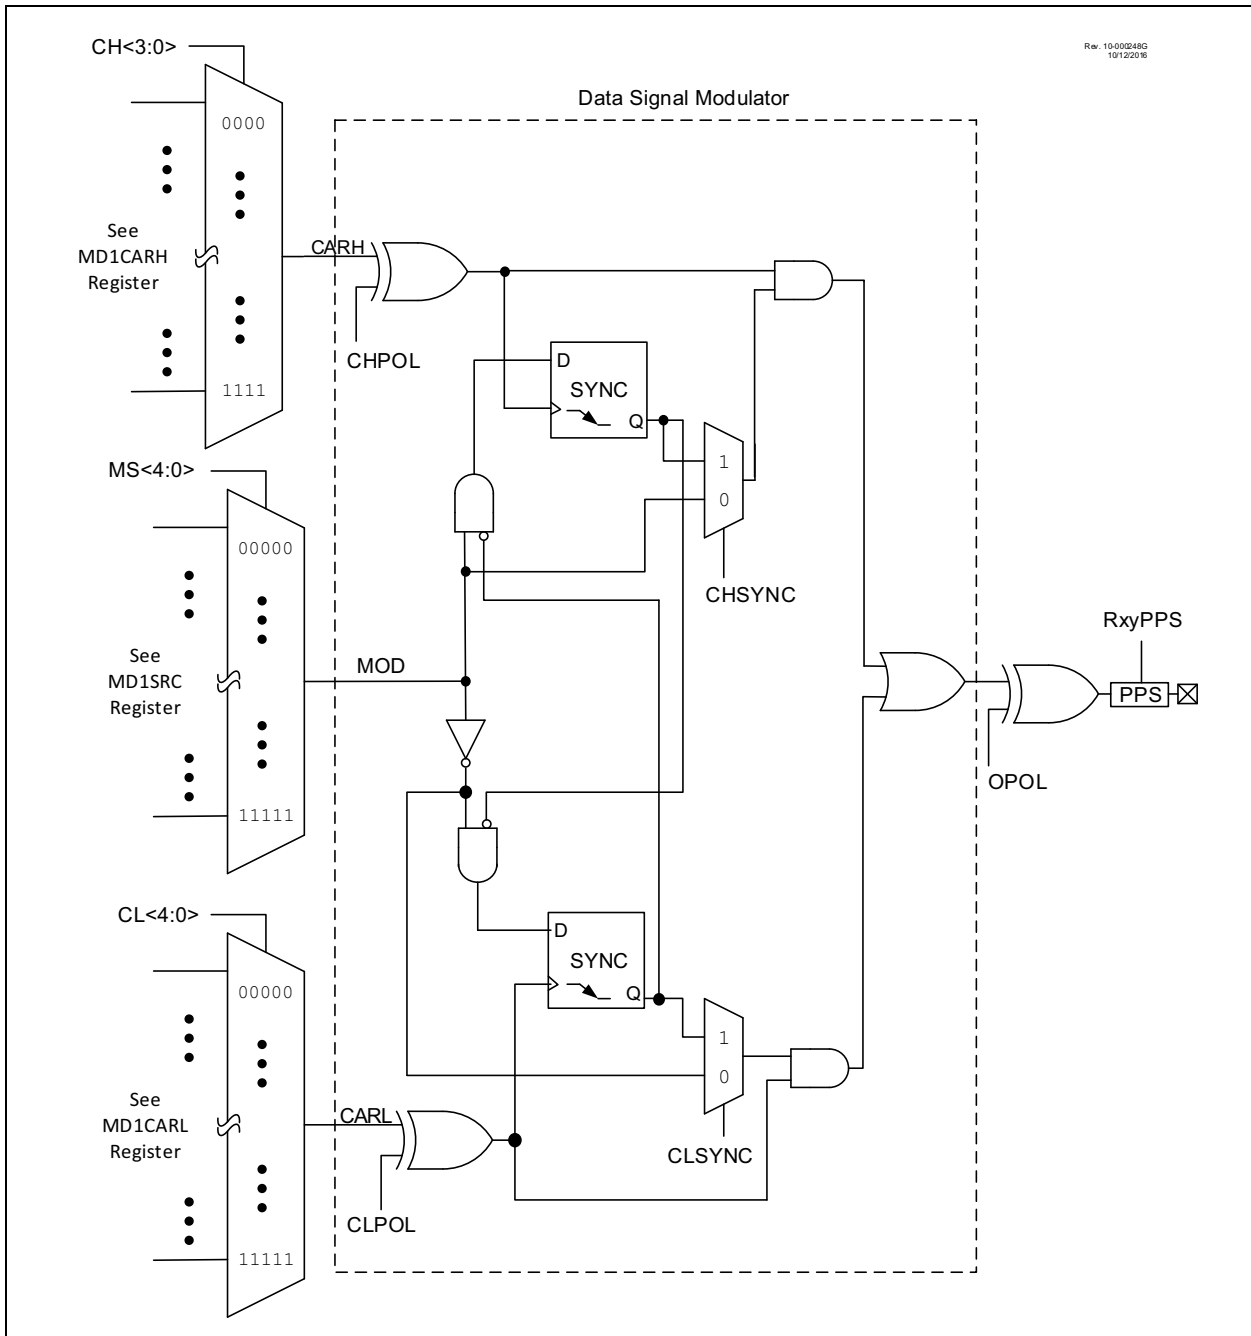 CH<3:0>
Rev. 10-000248G
10/12/2016
Data Signal Modulator
0000
See
MD1CARH
Register
CARH
1111
CHPOL
D
SYNC
Q
1
0
CHSYNC
MS<4:0>
00000
See
MD1SRC
Register
MOD
11111
RxyPPS
PPS
OPOL
CL<4:0>
00000
D
SYNC
Q
1
0
CLSYNC
See
MD1CARL
Register
CARL
CLPOL
11111